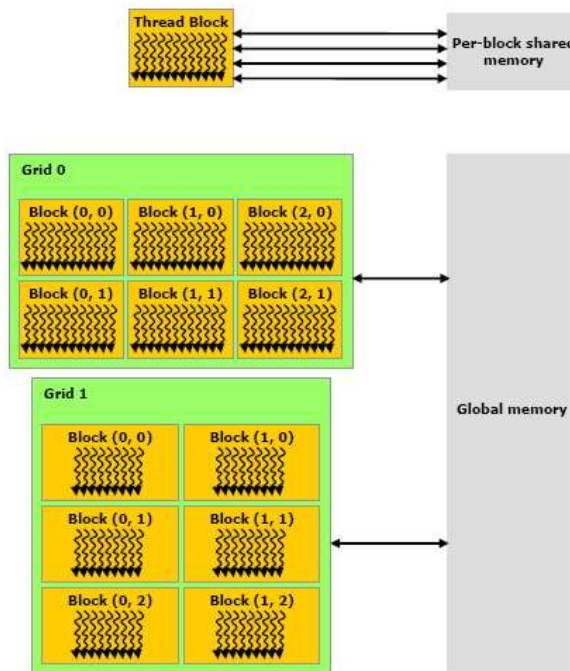 Thread Block
Per-block shared
memory
Grid 0
Block (0, 0) Block (1, 0) Block (2, 0)
Block (0, 1) Block (1, 1) Block (2, 1)
Grid 1
Block (0, 0) Block (1, 0)
Global memory
Block (0, 1) Block (1, 1)
Block (0, 2) Block (1, 2)